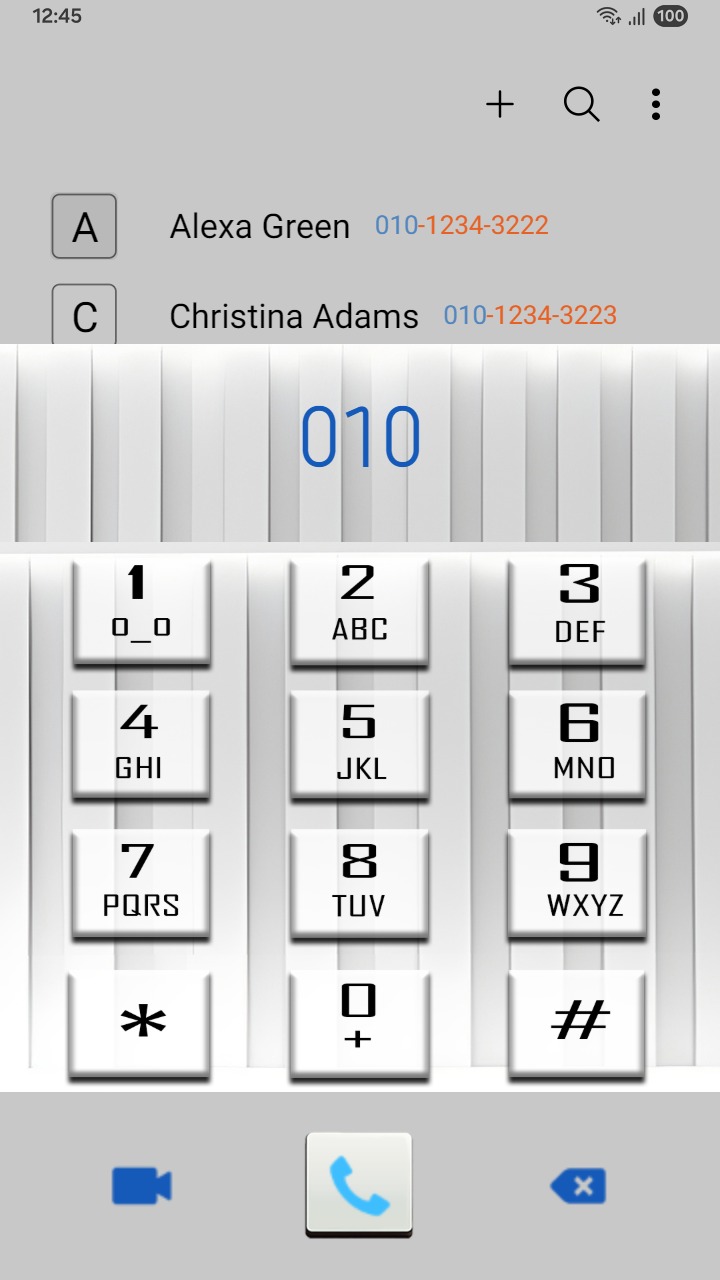 12:45 100
A Alexa Green 010-1234-3222
C Christina Adams 010-1234-3223
010
1 2 3
o_o ABC DEF
4 5 6
GHI JKL MNO
7 8 9
PQRS TUV WXYZ
* 0 #
+